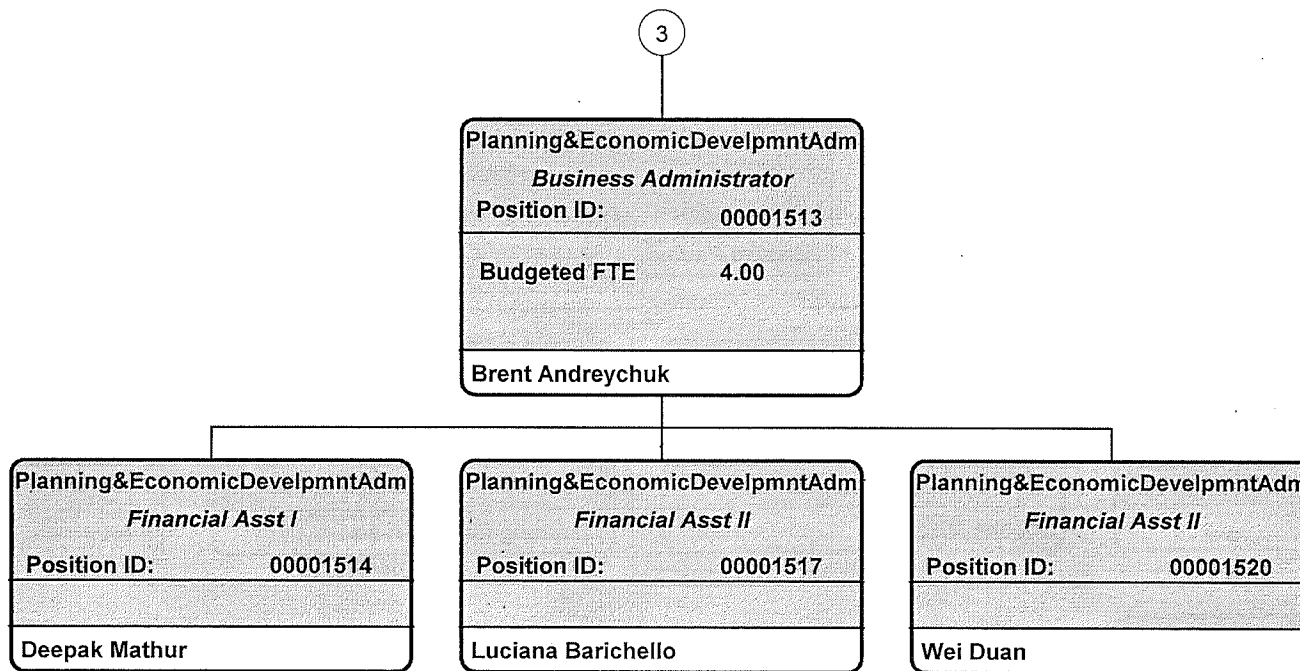 3
Planning&EconomicDevelpmntAdm
Business Administrator
Position ID: 00001513
Budgeted FTE 4.00
Brent Andreychuk
Planning&EconomicDevelpmntAdm
Financial Asst I
Position ID: 00001514
Deepak Mathur
Planning&EconomicDevelpmntAdm
Financial Asst II
Position ID: 00001517
Luciana Barichello
Planning&EconomicDevelpmntAdm
Financial Asst II
Position ID: 00001520
Wei Duan